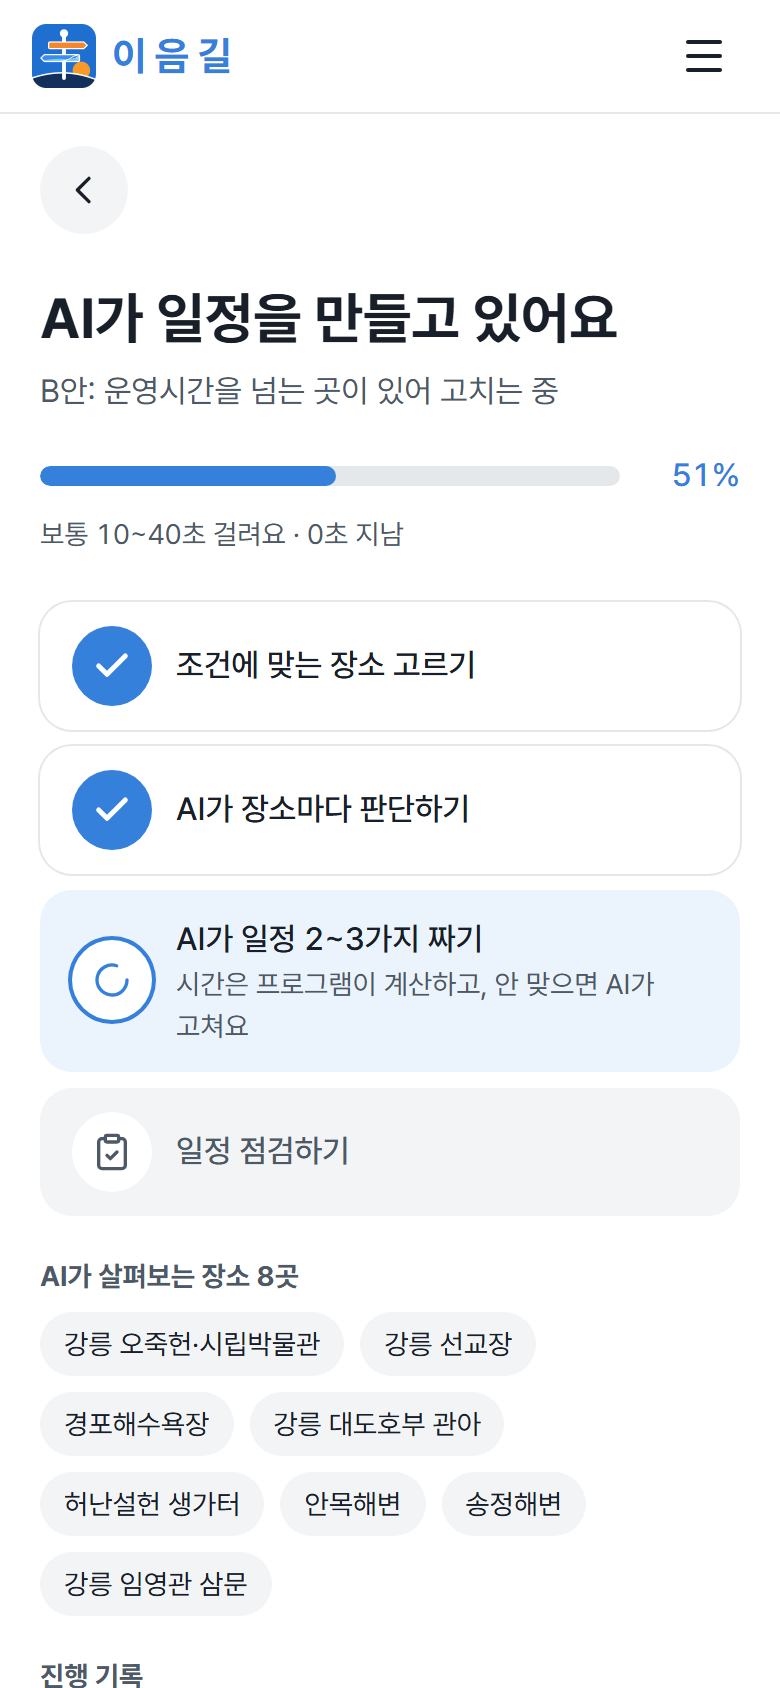 이음길
AI가 일정을 만들고 있어요
B안: 운영시간을 넘는 곳이 있어 고치는 중
51%
보통 10~40초 걸려요 · 0초 지남
조건에 맞는 장소 고르기
AI가 장소마다 판단하기
AI가 일정 2~3가지 짜기
시간은 프로그램이 계산하고, 안 맞으면 AI가
고쳐요
일정 점검하기
AI가 살펴보는 장소 8곳
강릉 오죽헌·시립박물관
강릉 선교장
경포해수욕장
강릉 대도호부 관아
허난설헌 생가터
안목해변
송정해변
강릉 임영관 삼문
진행 기록